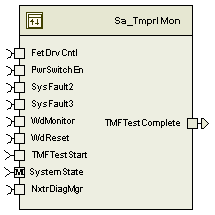 Sa_TmprlMon
FetDrvCntl
PwrSwitchEn
SysFault2
SysFault3
WdMonitor
TMFTestComplete
WdReset
TMFTestStart
M SystemState
NxtrDiagMgr